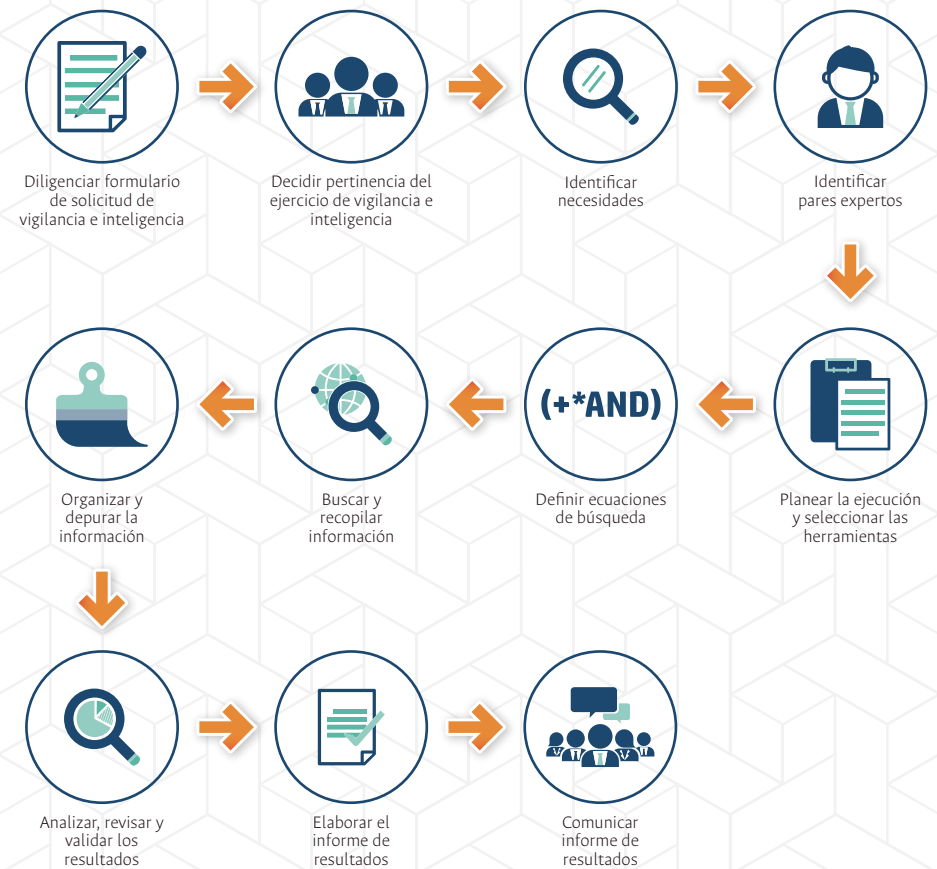 Diligenciar formulario
de solicitud de
vigilancia e inteligencia
Decidir pertinencia del
ejercicio de vigilancia e
inteligencia
Identificar
necesidades
Identificar
pares expertos
Planear la ejecución
y seleccionar las
herramientas
(+*AND)
Definir ecuaciones
de búsqueda
Buscar y
recopilar
información
Organizar y
depurar la
información
Analizar, revisar y
validar los
resultados
Elaborar el
informe de
resultados
Comunicar
informe de
resultados